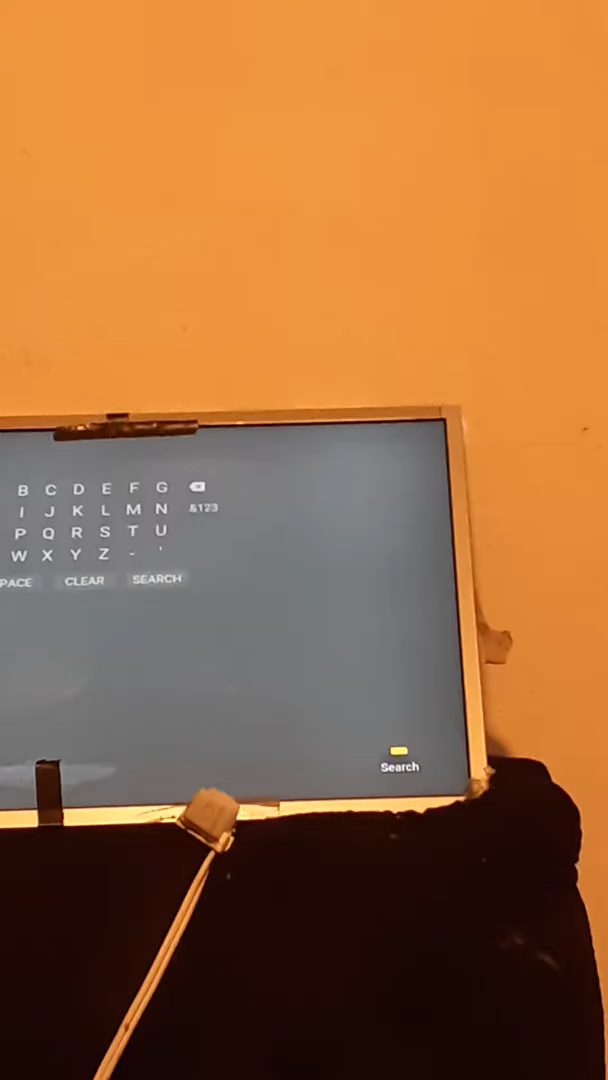 B C D E F G
I J K L M N &123
P Q R S T U
W X Y Z - '
PACE CLEAR SEARCH
Search